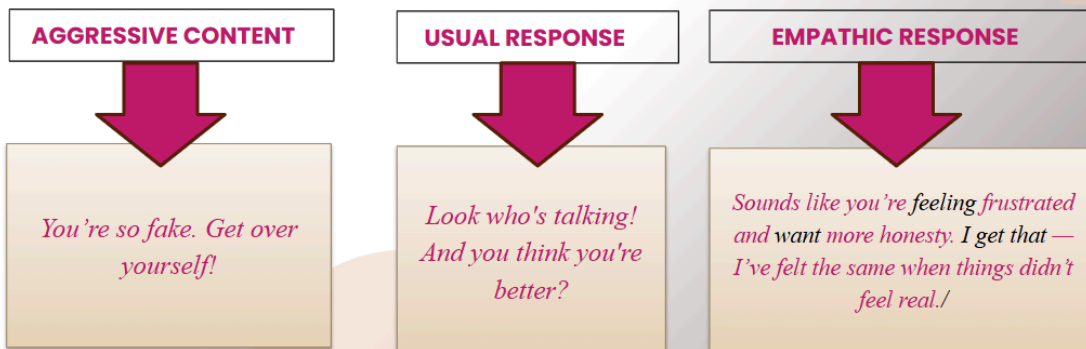 AGGRESSIVE CONTENT
You're so fake. Get over
yourself!
USUAL RESPONSE
Look who's talking!
And you think you're
better?
EMPATHIC RESPONSE
Sounds like you’re feeling frustrated
and want more honesty. I get that —
I’ve felt the same when things didn’t
feel real./